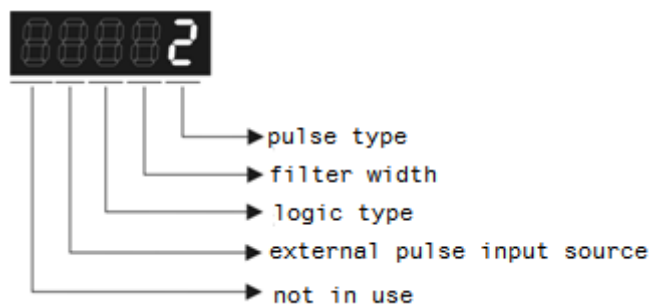 2
pulse type
filter width
logic type
external pulse input source
not in use